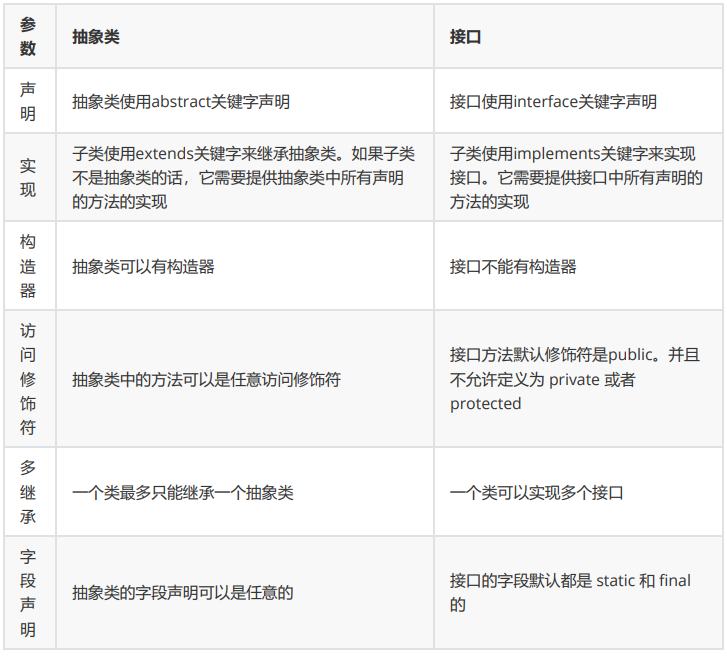 参
数
抽象类
接口
声
明
抽象类使用abstract关键字声明
接口使用interface关键字声明
实
现
子类使用extends关键字来继承抽象类。如果子类
不是抽象类的话，它需要提供抽象类中所有声明
的方法的实现
子类使用implements关键字来实现
接口。它需要提供接口中所有声明的
方法的实现
构
造
器
抽象类可以有构造器
接口不能有构造器
访
问
修
饰
符
抽象类中的方法可以是任意访问修饰符
接口方法默认修饰符是public。并且
不允许定义为 private 或者
protected
多
继
承
一个类最多只能继承一个抽象类
一个类可以实现多个接口
字
段
声
明
抽象类的字段声明可以是任意的
接口的字段默认都是 static 和 final
的